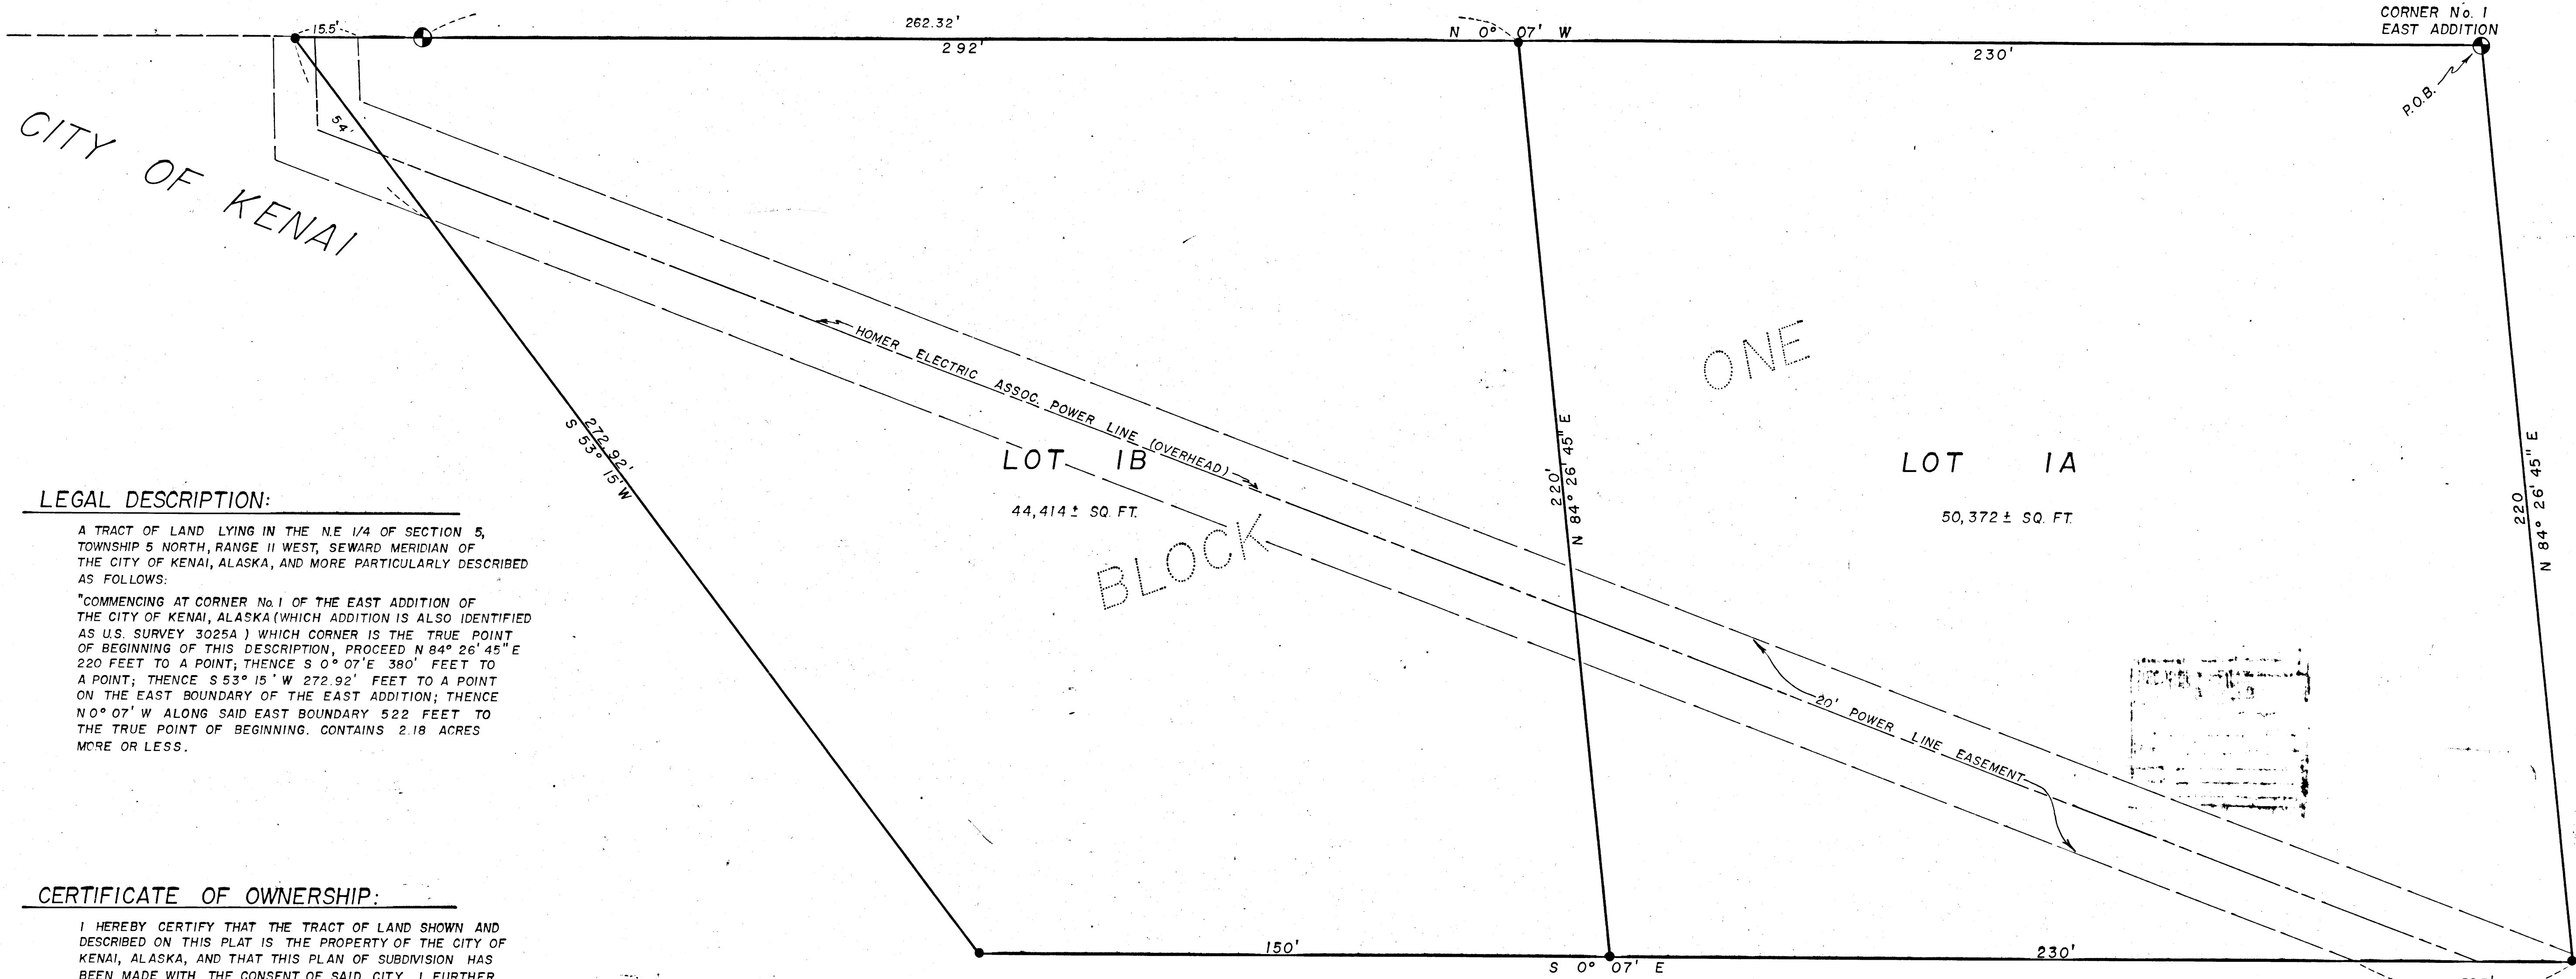 CORNER No. 1
EAST ADDITION
P.O.B.
15.5'
262.32'
292'
N 0° 07' W
230'
CITY OF KENAI
54'
HOMER ELECTRIC ASSOC. POWER LINE (OVERHEAD)
272.92'
S 53° 15' W
LOT 1B
44,414 ± SQ. FT.
BLOCK
ONE
220'
N 84° 26' 45" E
LOT 1A
50,372 ± SQ. FT.
220
N 84° 26' 45" E
20' POWER LINE EASEMENT
150'
S 0° 07' E
230'
LEGAL DESCRIPTION:
A TRACT OF LAND LYING IN THE N.E 1/4 OF SECTION 5,
TOWNSHIP 5 NORTH, RANGE 11 WEST, SEWARD MERIDIAN OF
THE CITY OF KENAI, ALASKA, AND MORE PARTICULARLY DESCRIBED
AS FOLLOWS:
"COMMENCING AT CORNER No. 1 OF THE EAST ADDITION OF
THE CITY OF KENAI, ALASKA (WHICH ADDITION IS ALSO IDENTIFIED
AS U.S. SURVEY 3025A ) WHICH CORNER IS THE TRUE POINT
OF BEGINNING OF THIS DESCRIPTION, PROCEED N 84° 26' 45" E
220 FEET TO A POINT; THENCE S 0° 07' E 380' FEET TO
A POINT; THENCE S 53° 15' W 272.92' FEET TO A POINT
ON THE EAST BOUNDARY OF THE EAST ADDITION; THENCE
N 0° 07' W ALONG SAID EAST BOUNDARY 522 FEET TO
THE TRUE POINT OF BEGINNING. CONTAINS 2.18 ACRES
MORE OR LESS.
CERTIFICATE OF OWNERSHIP:
I HEREBY CERTIFY THAT THE TRACT OF LAND SHOWN AND
DESCRIBED ON THIS PLAT IS THE PROPERTY OF THE CITY OF
KENAI, ALASKA, AND THAT THIS PLAN OF SUBDIVISION HAS
BEEN MADE WITH THE CONSENT OF SAID CITY. I FURTHER